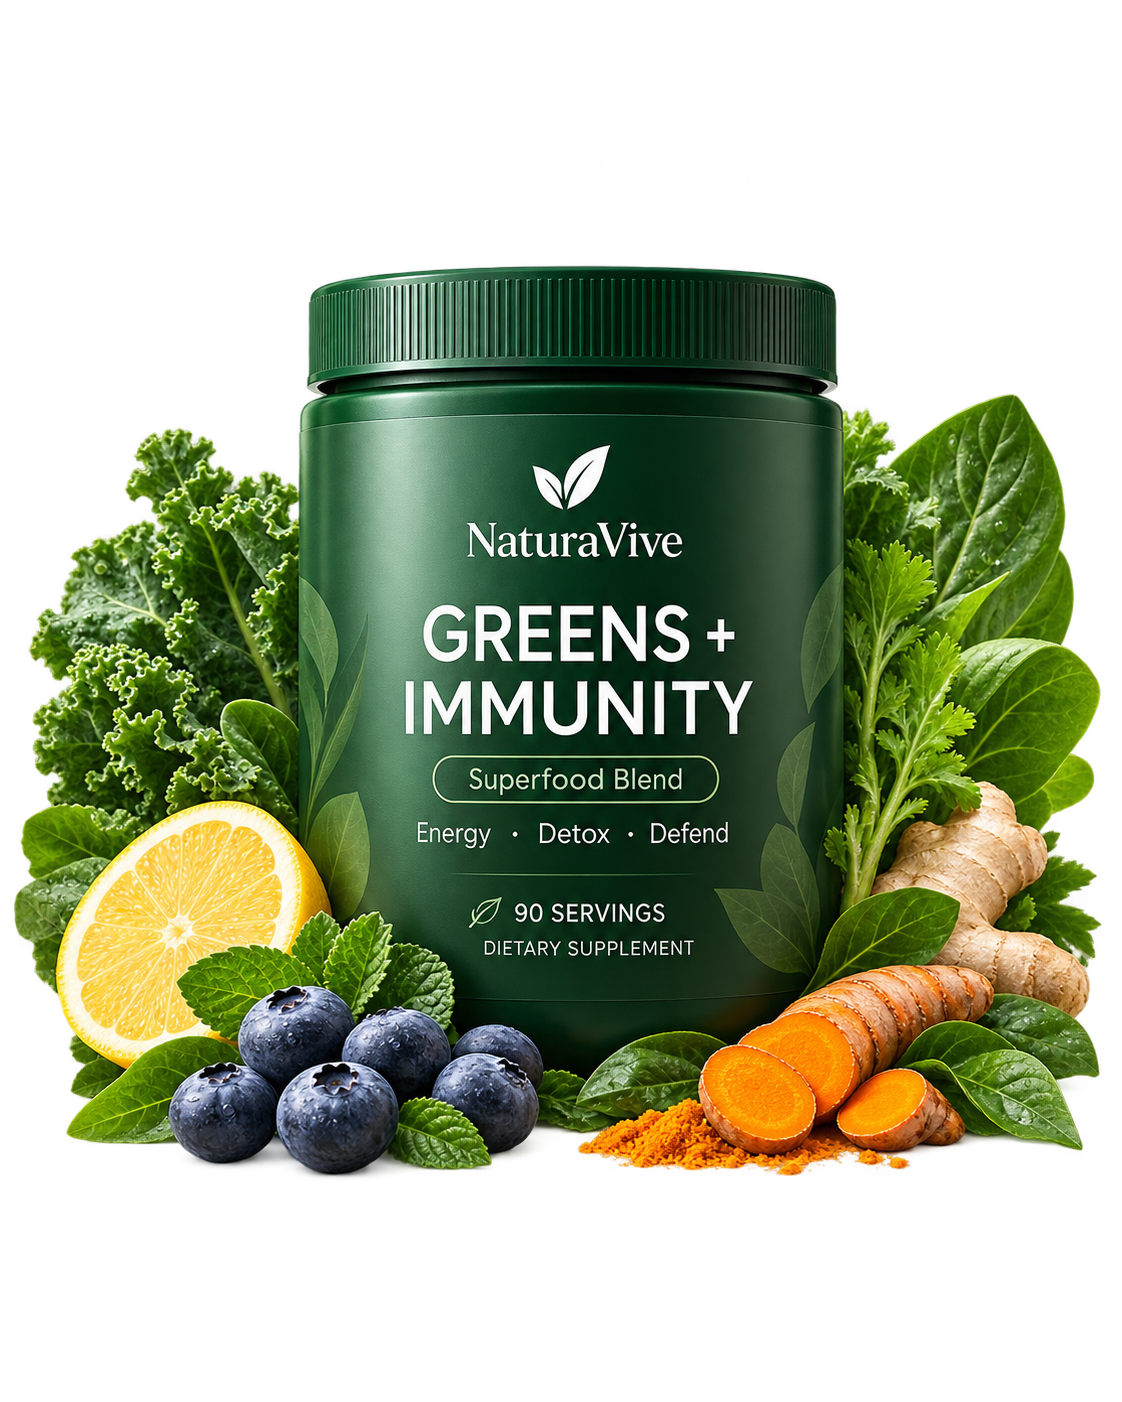 NaturaVive
GREENS +
IMMUNITY
Superfood Blend
Energy · Detox · Defend
90 SERVINGS
DIETARY SUPPLEMENT